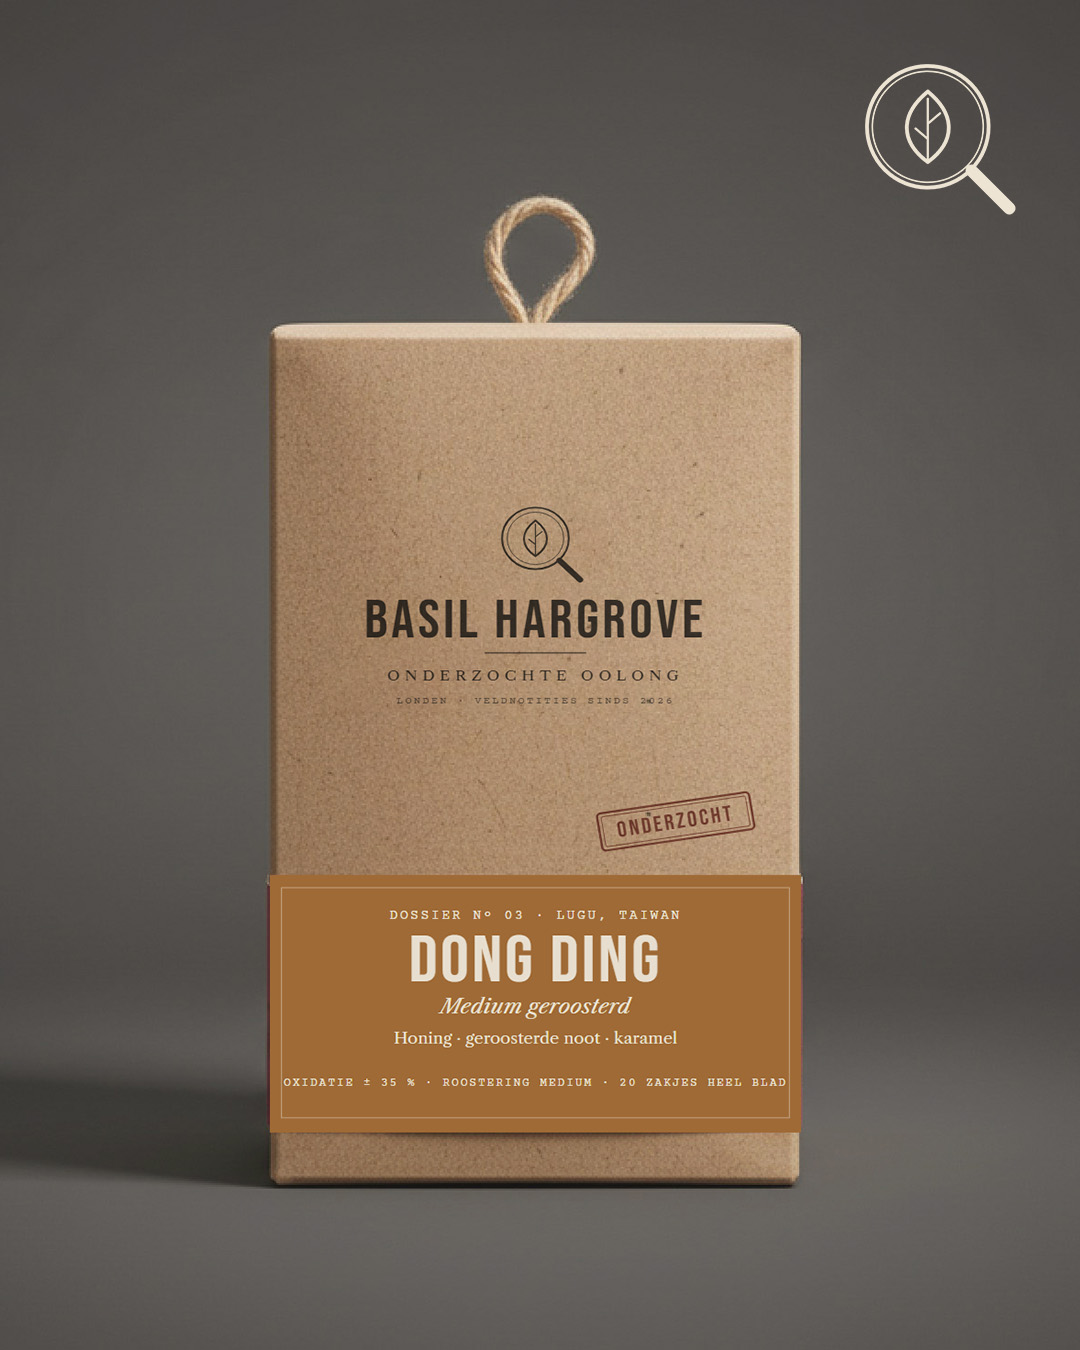 BASIL HARGROVE
ONDERZOCHTE OOLONG
LONDEN · VELDNOTITIES SINDS 2026
ONDERZOCHT
DOSSIER Nº 03 · LUGU, TAIWAN
DONG DING
Medium geroosterd
Honing · geroosterde noot · karamel
OXIDATIE ± 35 % · ROOSTERING MEDIUM · 20 ZAKJES HEEL BLAD